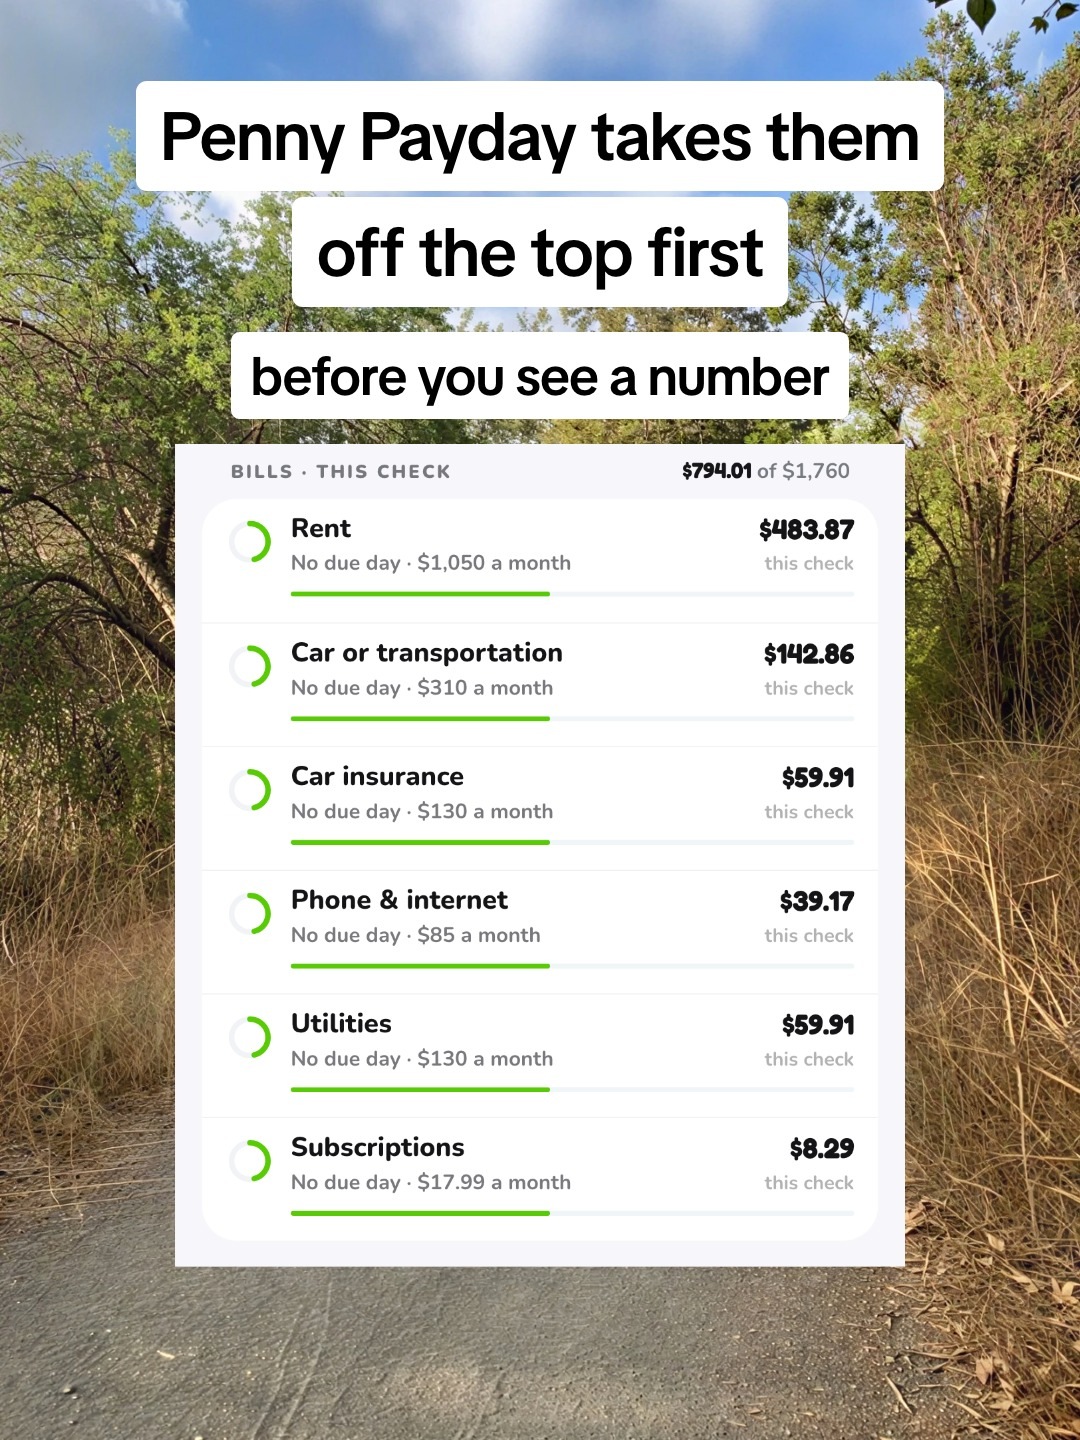 Penny Payday takes them
off the top first
before you see a number
BILLS · THIS CHECK $794.01 of $1,760
Rent $483.87
No due day · $1,050 a month this check
Car or transportation $142.86
No due day · $310 a month this check
Car insurance $59.91
No due day · $130 a month this check
Phone & internet $39.17
No due day · $85 a month this check
Utilities $59.91
No due day · $130 a month this check
Subscriptions $8.29
No due day · $17.99 a month this check